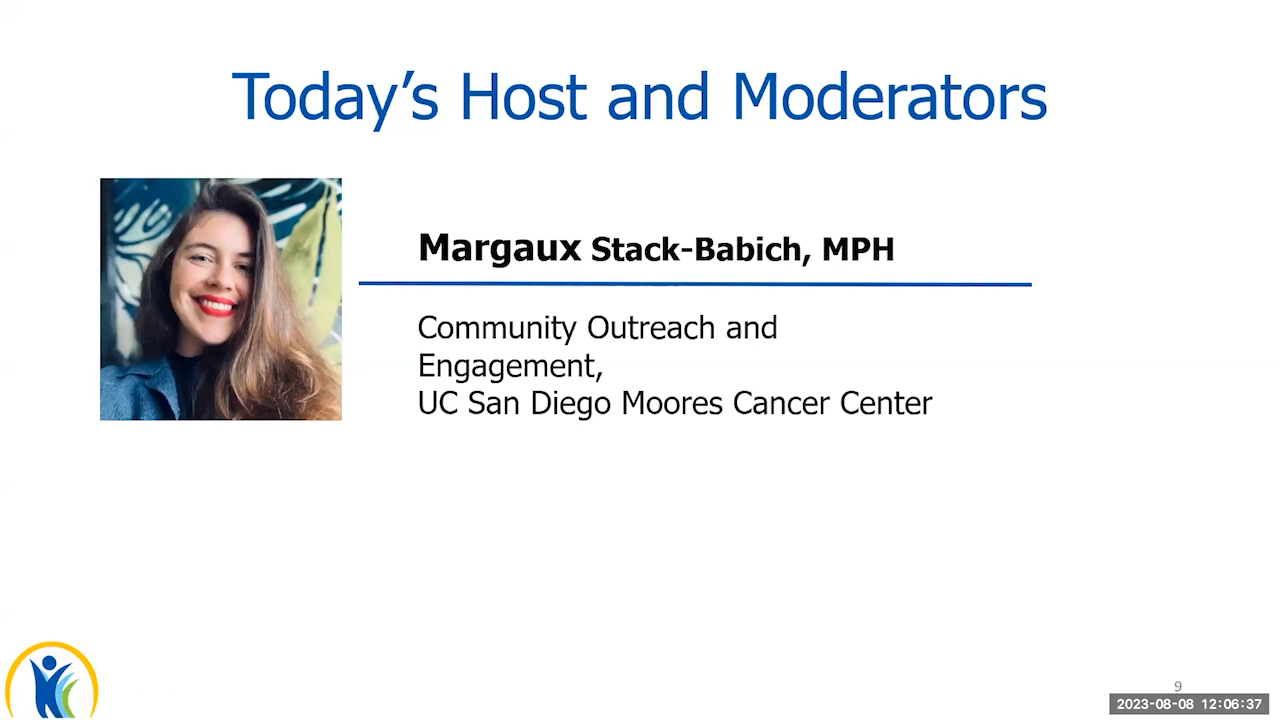 Today’s Host and Moderators
Margaux Stack-Babich, MPH
Community Outreach and
Engagement,
UC San Diego Moores Cancer Center
9
2023-08-08 12:06:37